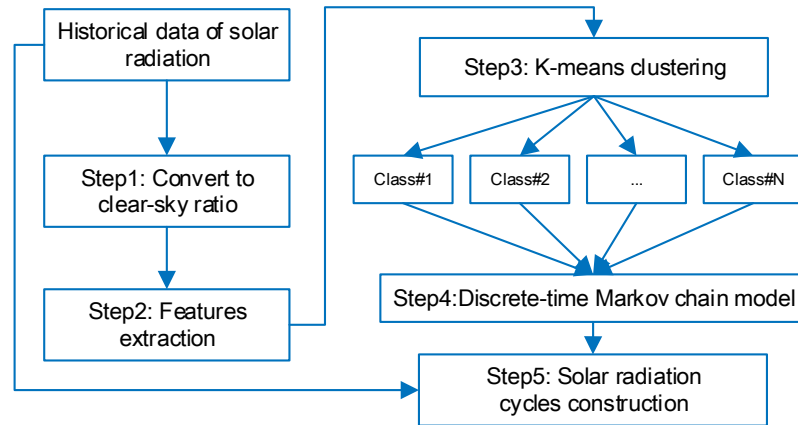 Historical data of solar
radiation
Step1: Convert to
clear-sky ratio
Step2: Features
extraction
Step3: K-means clustering
Class#1
Class#2
...
Class#N
Step4:Discrete-time Markov chain model
Step5: Solar radiation
cycles construction